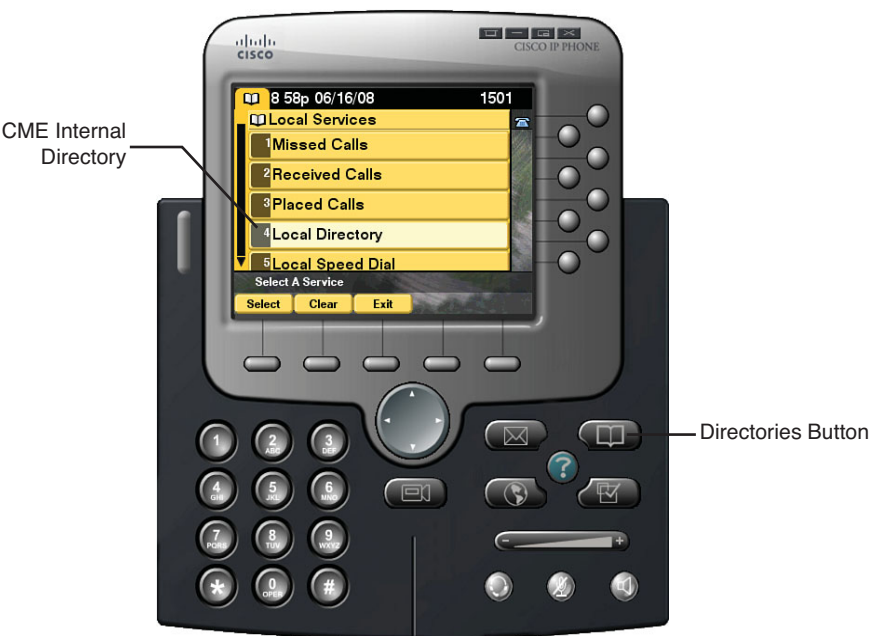 CISCO
CISCO IP PHONE
8 58p 06/16/08 1501
Local Services
1 Missed Calls
2 Received Calls
3 Placed Calls
4 Local Directory
5 Local Speed Dial
Select A Service
Select Clear Exit
CME Internal
Directory
Directories Button
?
1
2 ABC
3 DEF
4 GHI
5 JKL
6 MNO
7 PQRS
8 TUV
9 WXYZ
*
0 OPER
#
- +